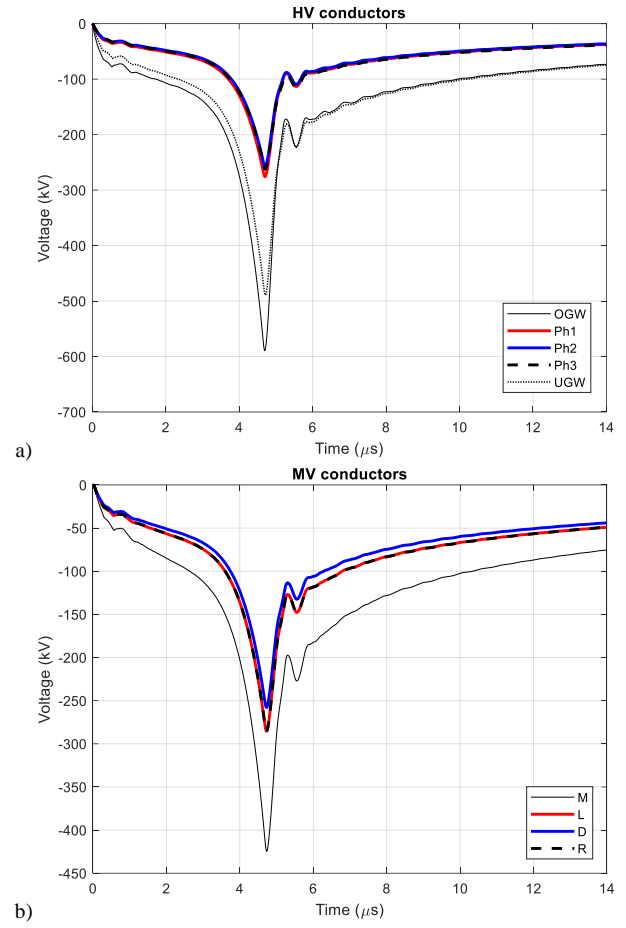 HV conductors
0
-100
-200
-300
-400
-500
-600
-700
Voltage (kV)
OGW
Ph1
Ph2
Ph3
UGW
0 2 4 6 8 10 12 14
Time (μs)
a)
MV conductors
0
-50
-100
-150
-200
-250
-300
-350
-400
-450
Voltage (kV)
M
L
D
R
0 2 4 6 8 10 12 14
Time (μs)
b)